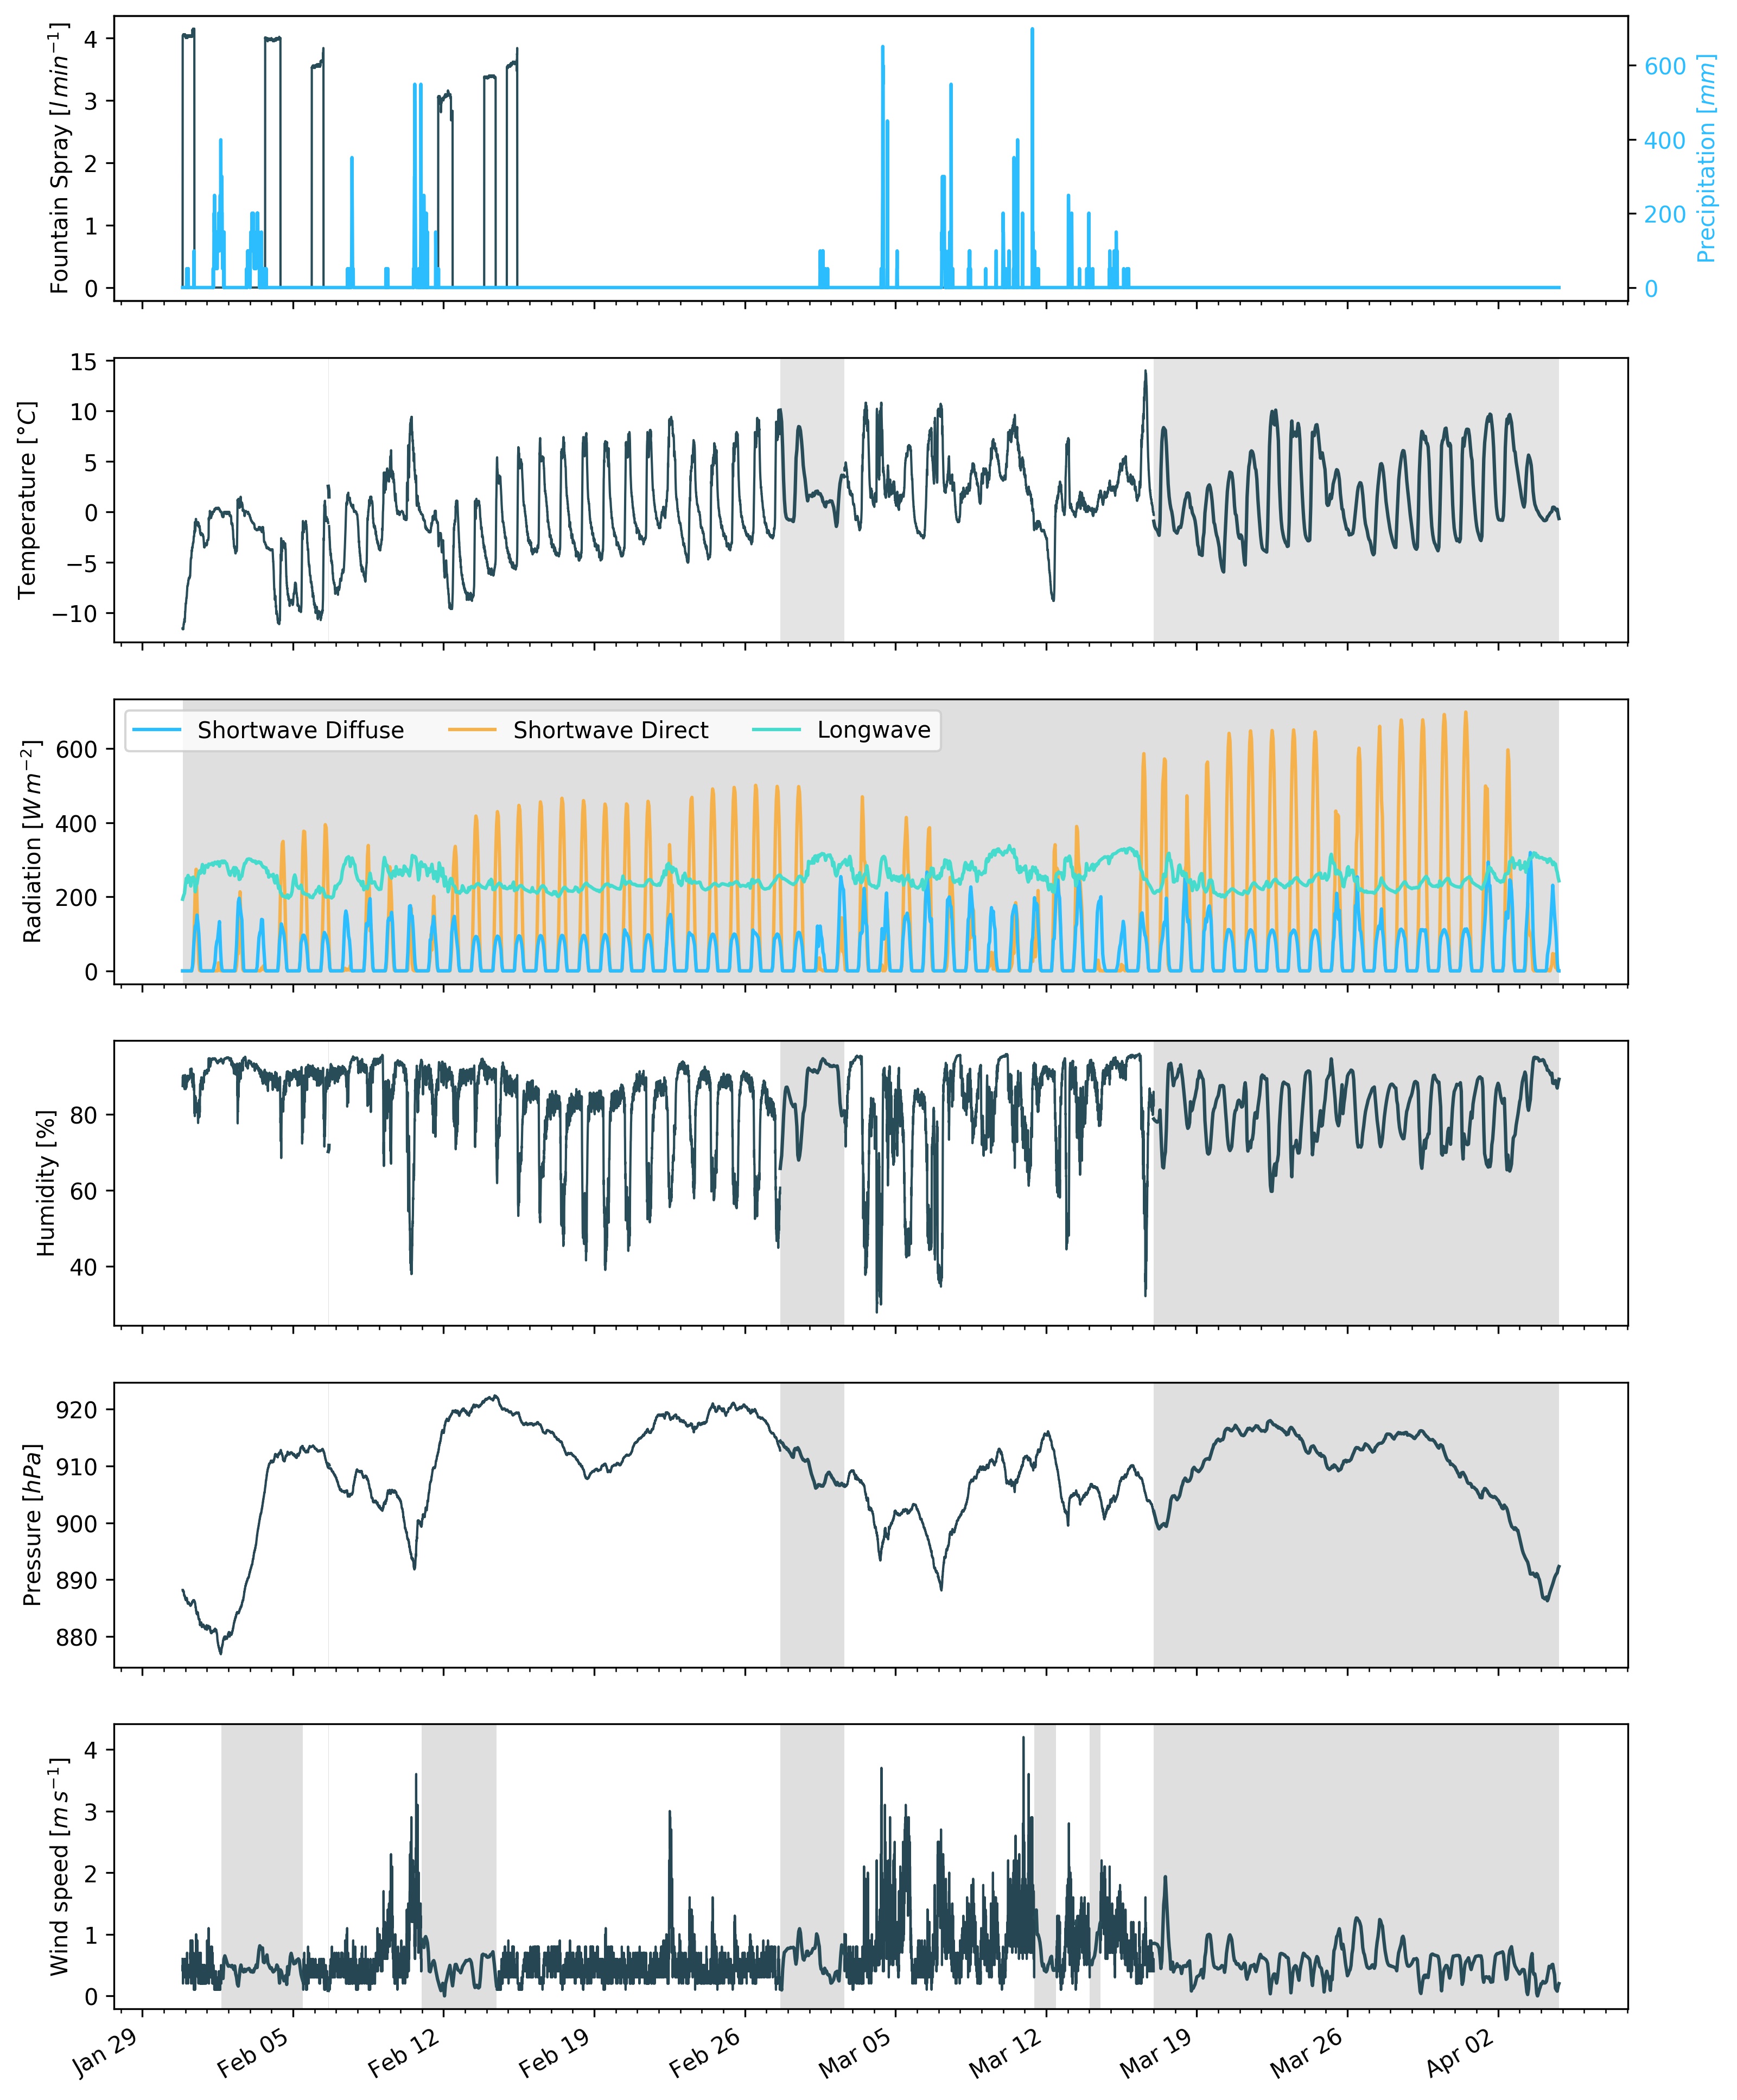 4
3
2
1
0
Fountain Spray [l min⁻¹]
600
400
200
0
Precipitation [mm]
15
10
5
0
−5
−10
Temperature [°C]
Shortwave Diffuse
Shortwave Direct
Longwave
600
400
200
0
Radiation [W m⁻²]
80
60
40
Humidity [%]
920
910
900
890
880
Pressure [hPa]
4
3
2
1
0
Wind speed [m s⁻¹]
Jan 29
Feb 05
Feb 12
Feb 19
Feb 26
Mar 05
Mar 12
Mar 19
Mar 26
Apr 02